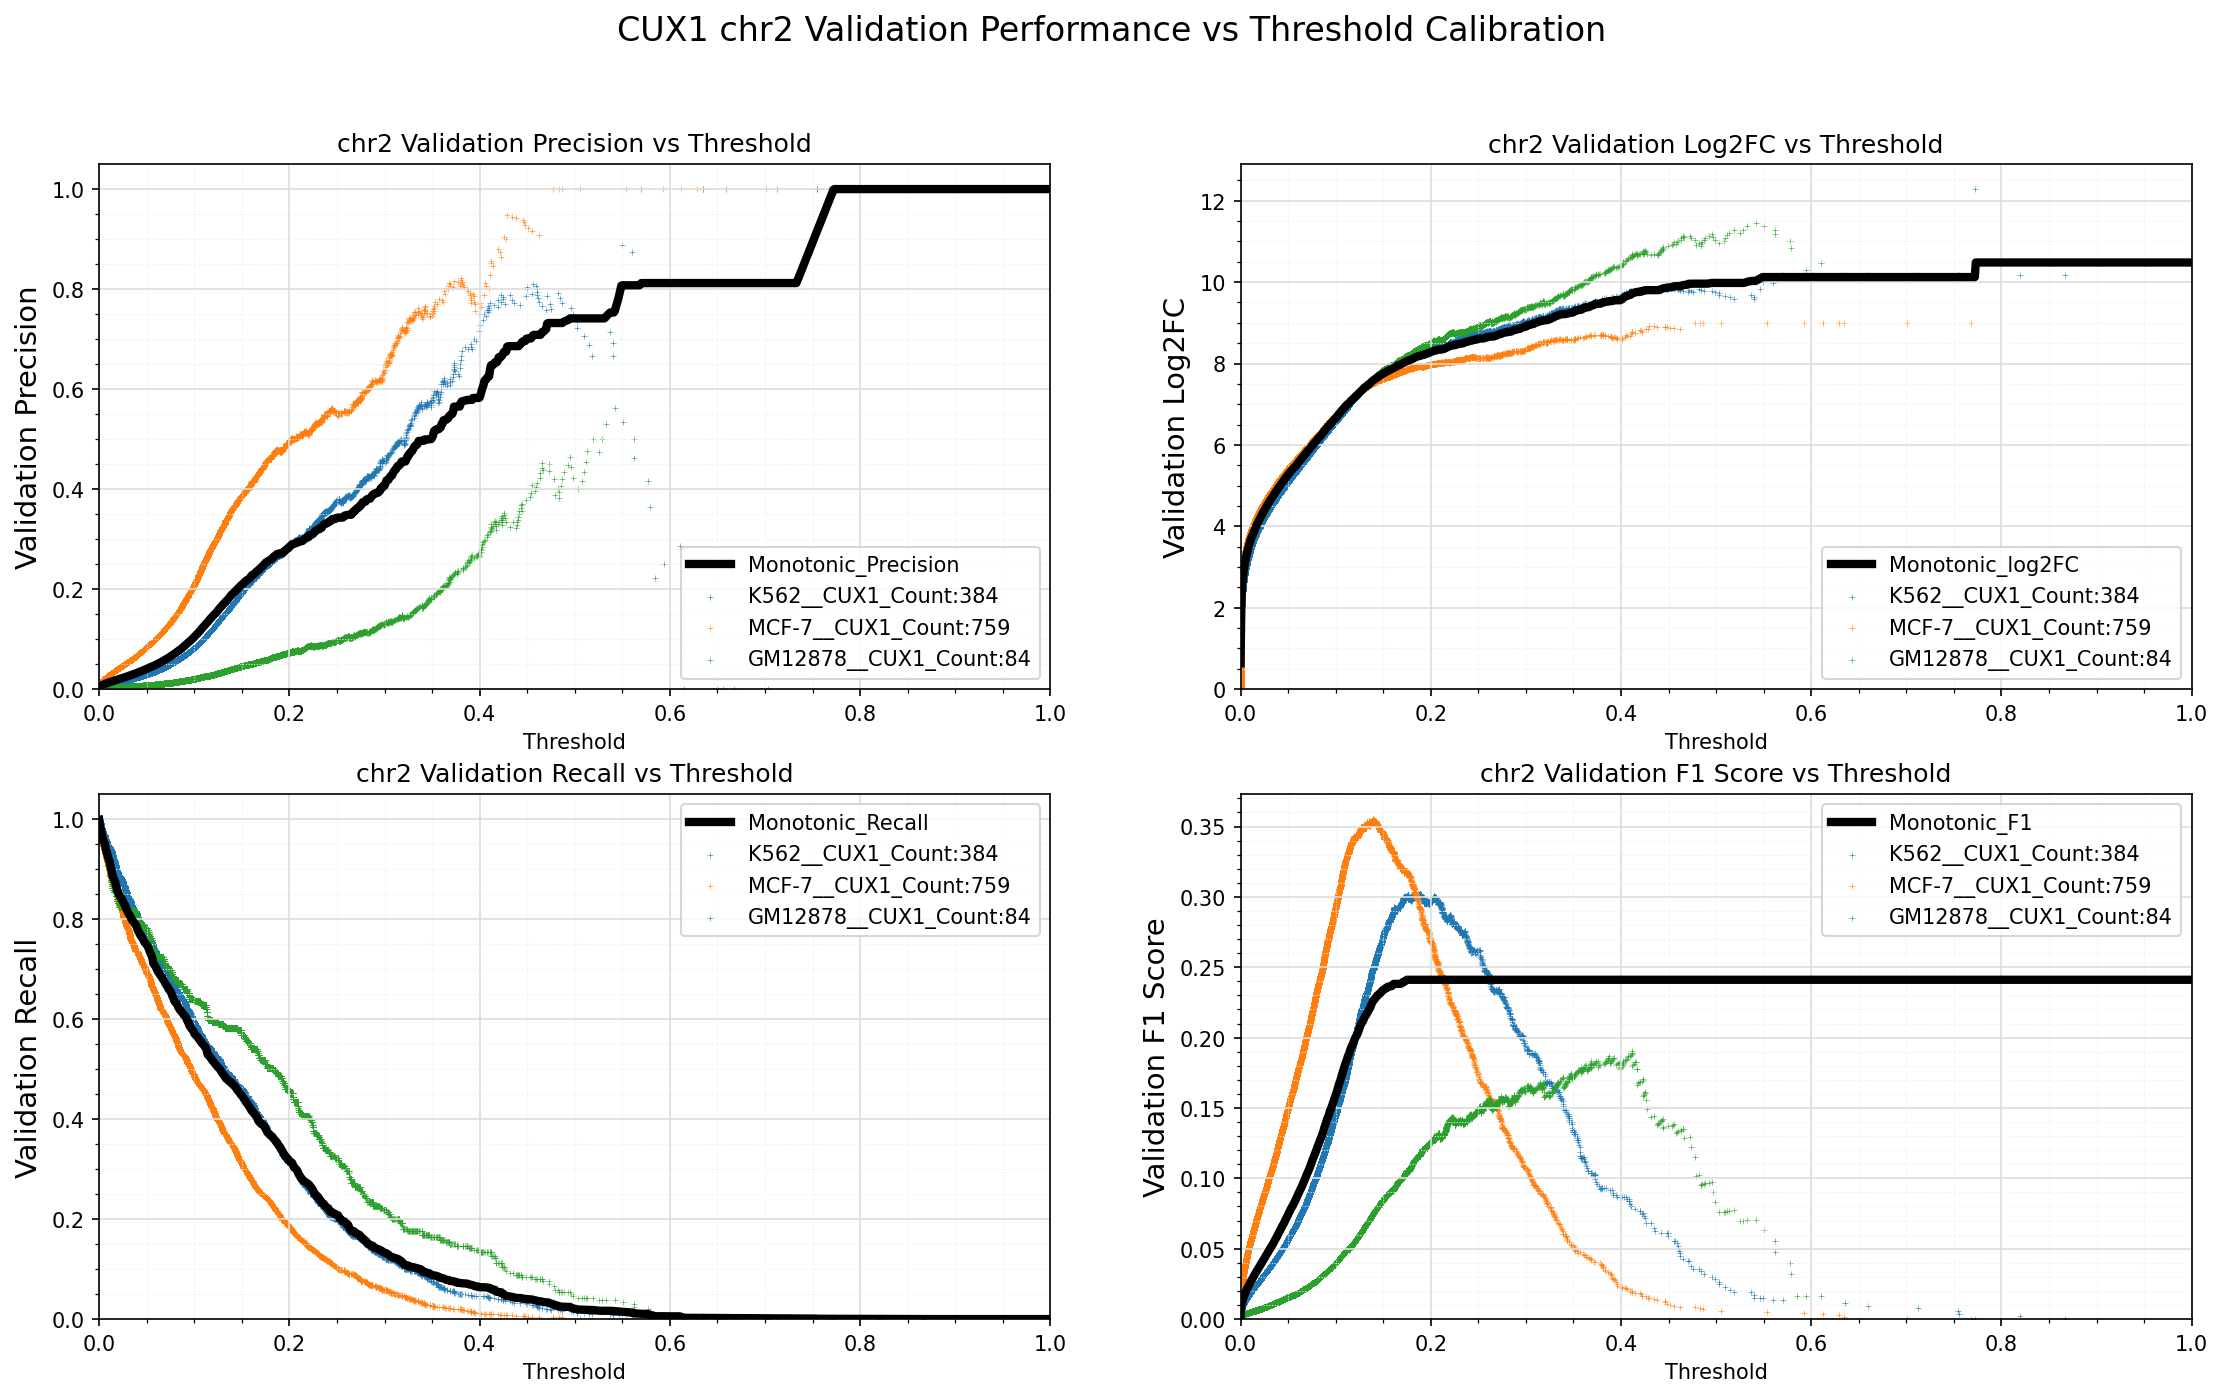 CUX1 chr2 Validation Performance vs Threshold Calibration
chr2 Validation Precision vs Threshold
Validation Precision
1.0
0.8
0.6
0.4
0.2
0.0
0.0 0.2 0.4 0.6 0.8 1.0
Threshold
Monotonic_Precision
K562__CUX1_Count:384
MCF-7__CUX1_Count:759
GM12878__CUX1_Count:84
chr2 Validation Log2FC vs Threshold
Validation Log2FC
12
10
8
6
4
2
0
0.0 0.2 0.4 0.6 0.8 1.0
Threshold
Monotonic_log2FC
K562__CUX1_Count:384
MCF-7__CUX1_Count:759
GM12878__CUX1_Count:84
chr2 Validation Recall vs Threshold
Validation Recall
1.0
0.8
0.6
0.4
0.2
0.0
0.0 0.2 0.4 0.6 0.8 1.0
Threshold
Monotonic_Recall
K562__CUX1_Count:384
MCF-7__CUX1_Count:759
GM12878__CUX1_Count:84
chr2 Validation F1 Score vs Threshold
Validation F1 Score
0.35
0.30
0.25
0.20
0.15
0.10
0.05
0.00
0.0 0.2 0.4 0.6 0.8 1.0
Threshold
Monotonic_F1
K562__CUX1_Count:384
MCF-7__CUX1_Count:759
GM12878__CUX1_Count:84